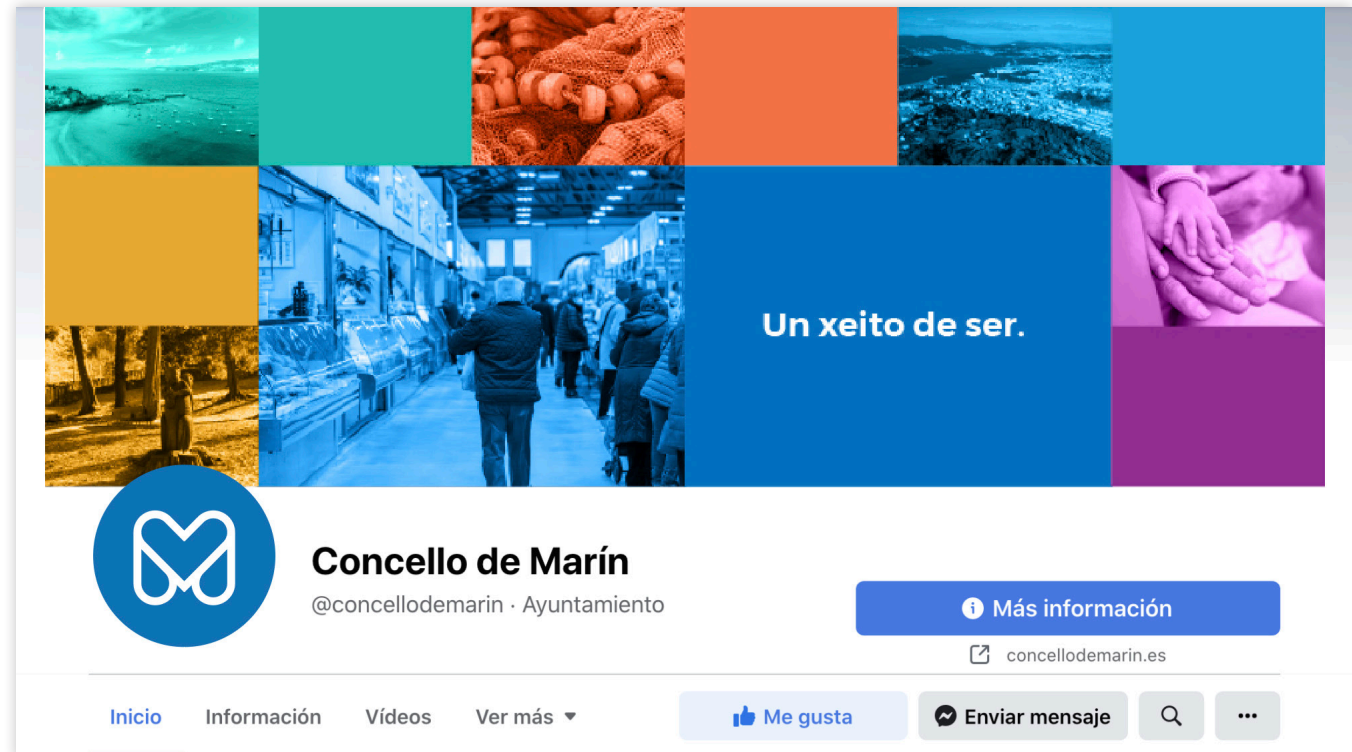 Un xeito de ser.
Concello de Marín
@concellodemarin · Ayuntamiento
Más información
concellodemarin.es
Inicio Información Vídeos Ver más Me gusta Enviar mensaje